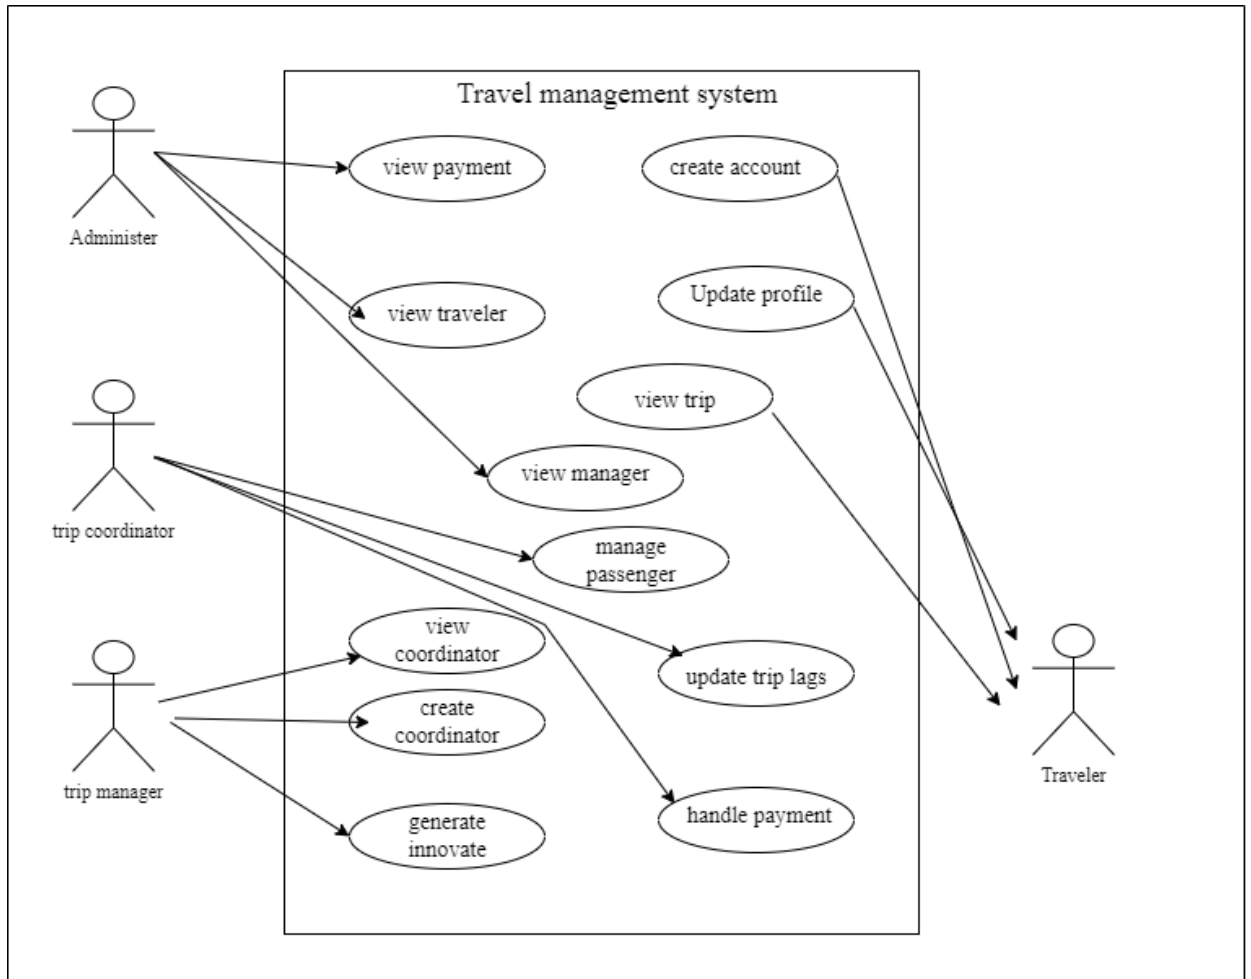 Travel management system
view payment
create account
Administer
view traveler
Update profile
view trip
view manager
trip coordinator
manage
passenger
view
coordinator
update trip lags
create
coordinator
trip manager
Traveler
generate
innovate
handle payment